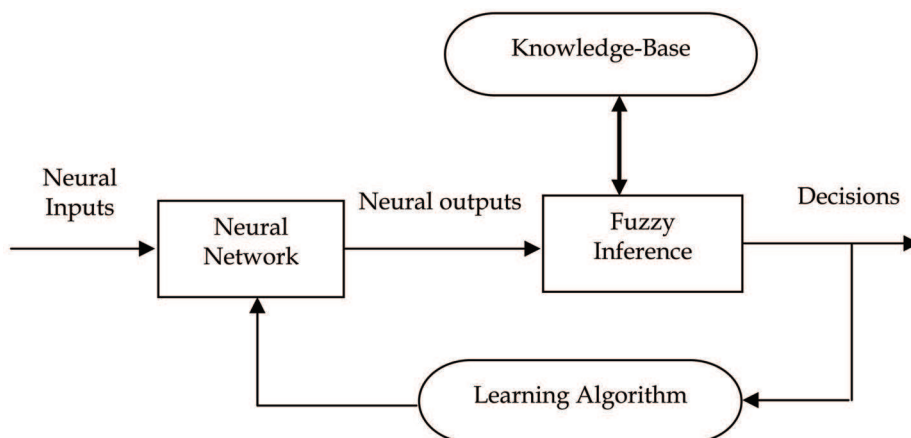 Knowledge-Base
Neural
Inputs
Neural
Network
Neural outputs
Fuzzy
Inference
Decisions
Learning Algorithm